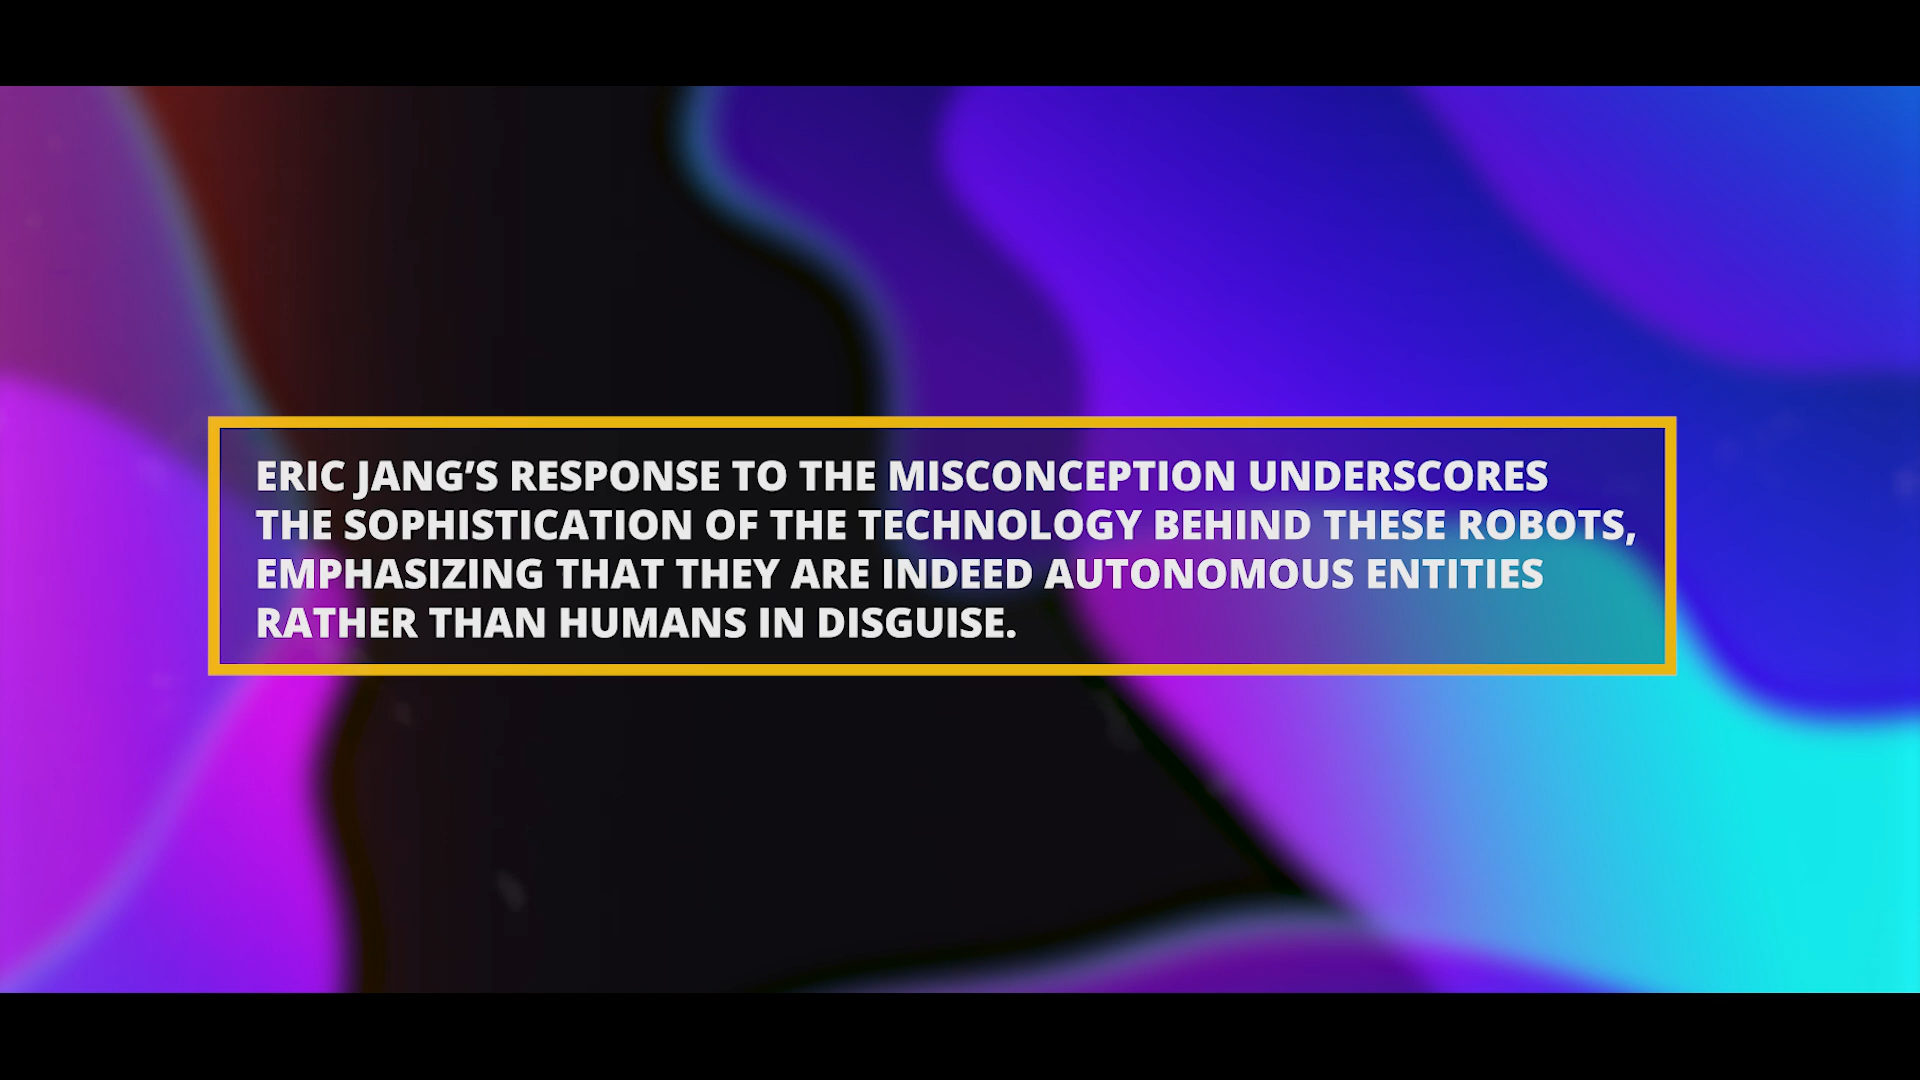 ERIC JANG’S RESPONSE TO THE MISCONCEPTION UNDERSCORES
THE SOPHISTICATION OF THE TECHNOLOGY BEHIND THESE ROBOTS,
EMPHASIZING THAT THEY ARE INDEED AUTONOMOUS ENTITIES
RATHER THAN HUMANS IN DISGUISE.